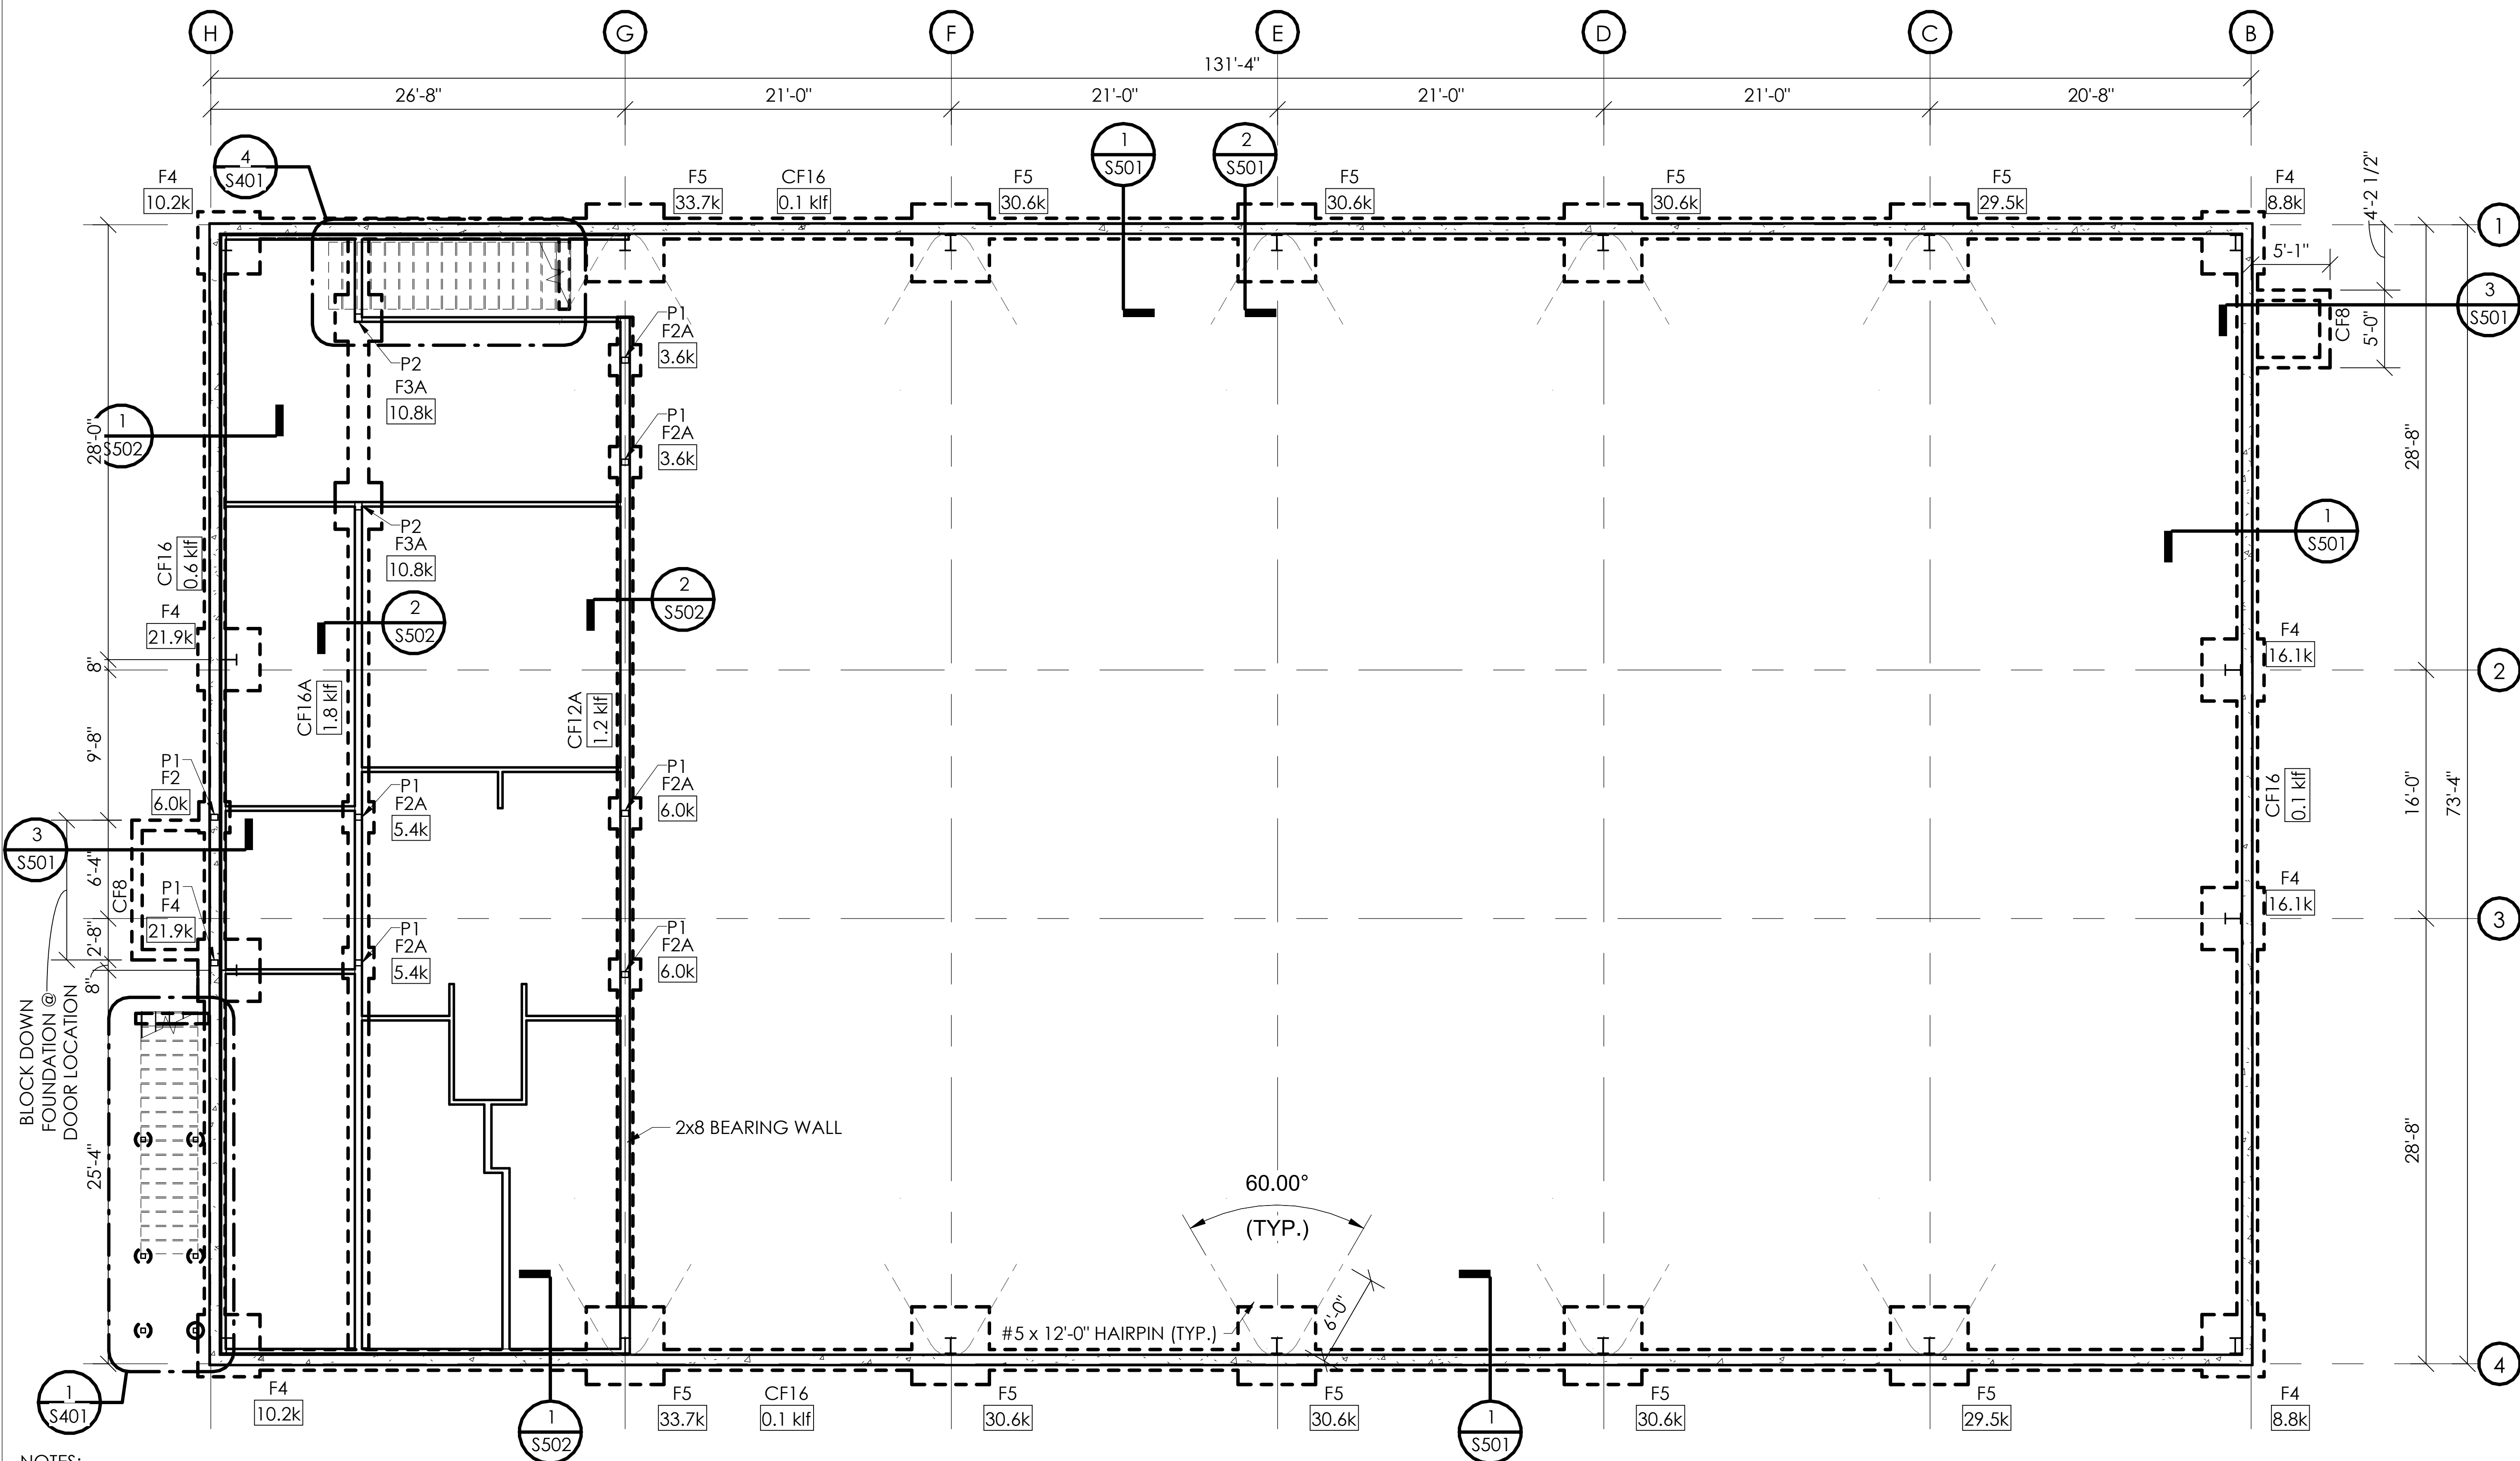 H
G
F
E
D
C
B
131'-4"
26'-8"
21'-0"
21'-0"
21'-0"
21'-0"
20'-8"
4
S401
1
S501
2
S501
F4
10.2k
F5
33.7k
CF16
0.1 klf
F5
30.6k
F5
30.6k
F5
30.6k
F5
29.5k
F4
8.8k
4'-2 1/2"
1
5'-1"
3
S501
CF8
5'-0"
P1
F2A
3.6k
P2
F3A
10.8k
P1
F2A
3.6k
1
S502
28'-0"
28'-8"
P2
F3A
10.8k
1
S501
CF16
0.6 klf
2
S502
2
S502
F4
21.9k
F4
16.1k
8"
2
CF16A
1.8 klf
CF12A
1.2 klf
9'-8"
P1
F2
6.0k
P1
F2A
5.4k
P1
F2A
6.0k
CF16
0.1 klf
16'-0"
73'-4"
3
S501
6'-4"
CF8
P1
F4
21.9k
F4
16.1k
3
2'-8"
8"
P1
F2A
5.4k
P1
F2A
6.0k
BLOCK DOWN
FOUNDATION @
DOOR LOCATION
2x8 BEARING WALL
25'-4"
28'-8"
60.00°
(TYP.)
#5 x 12'-0" HAIRPIN (TYP.)
6'-0"
4
1
S401
F4
10.2k
1
S502
F5
33.7k
CF16
0.1 klf
F5
30.6k
F5
30.6k
1
S501
F5
30.6k
F5
29.5k
F4
8.8k
NOTES: